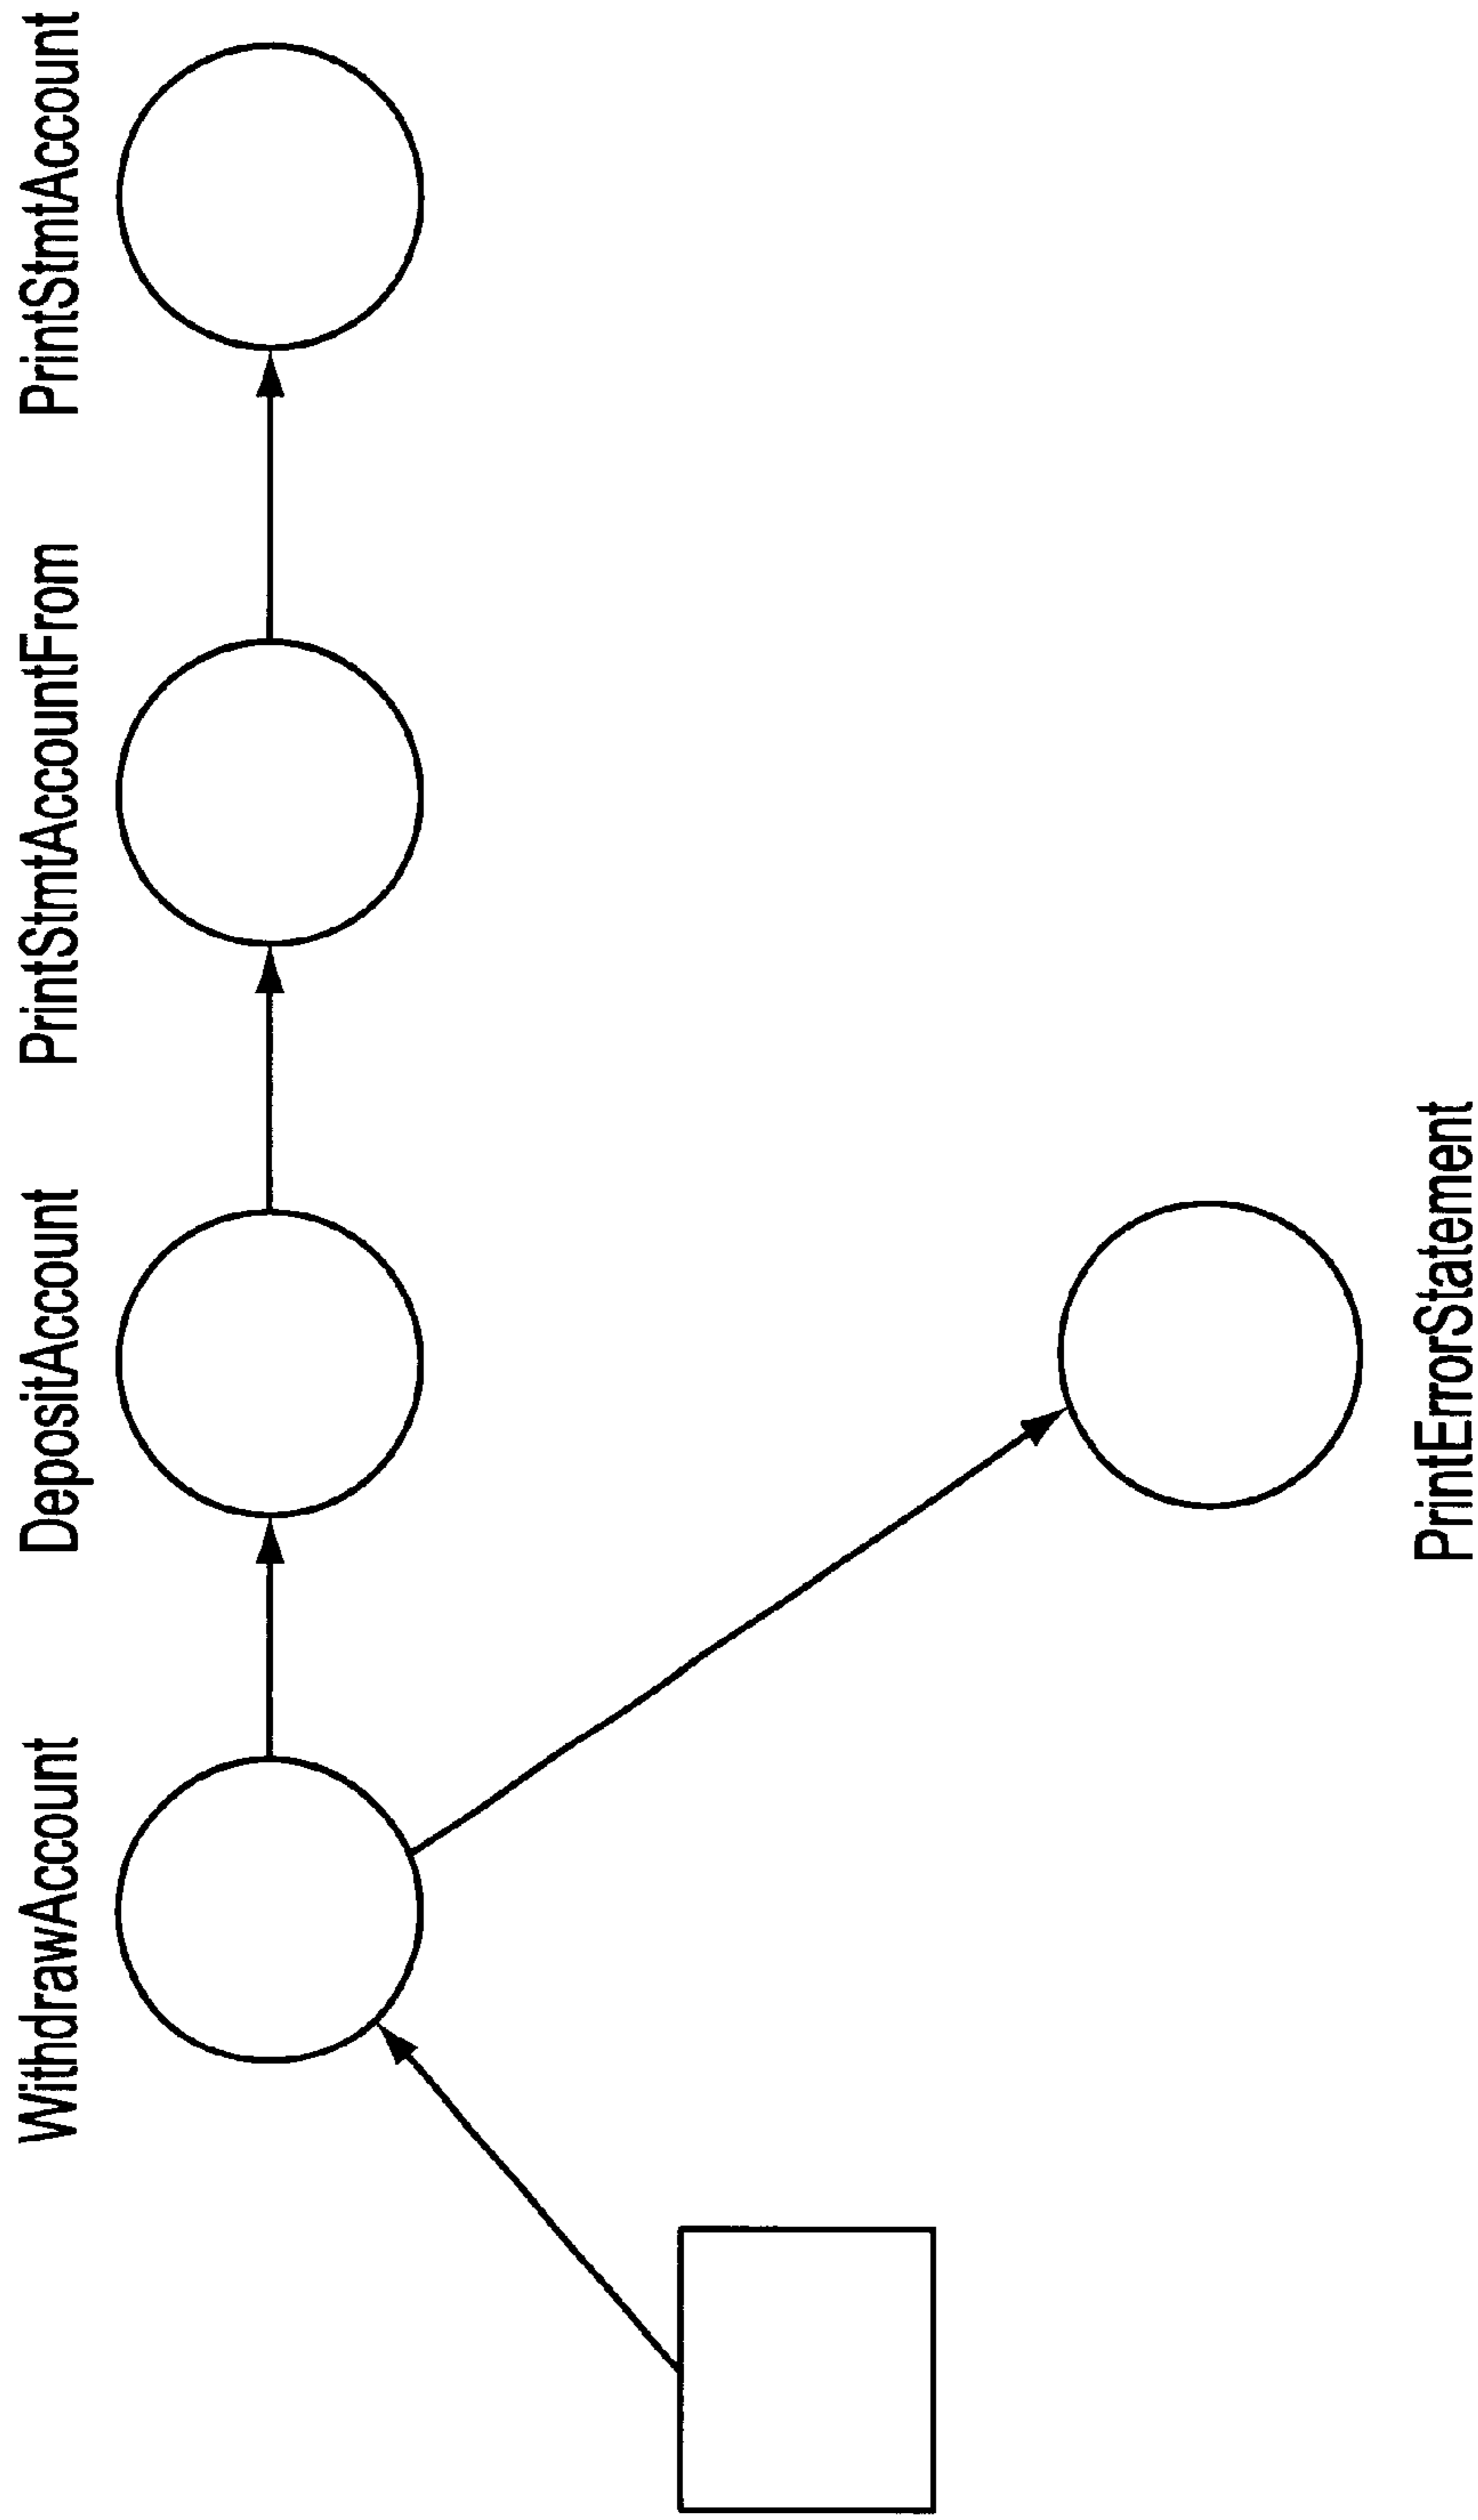 WithdrawAccount
DepositAccount
PrintStmtAccountFrom
PrintStmtAccount
PrintErrorStatement